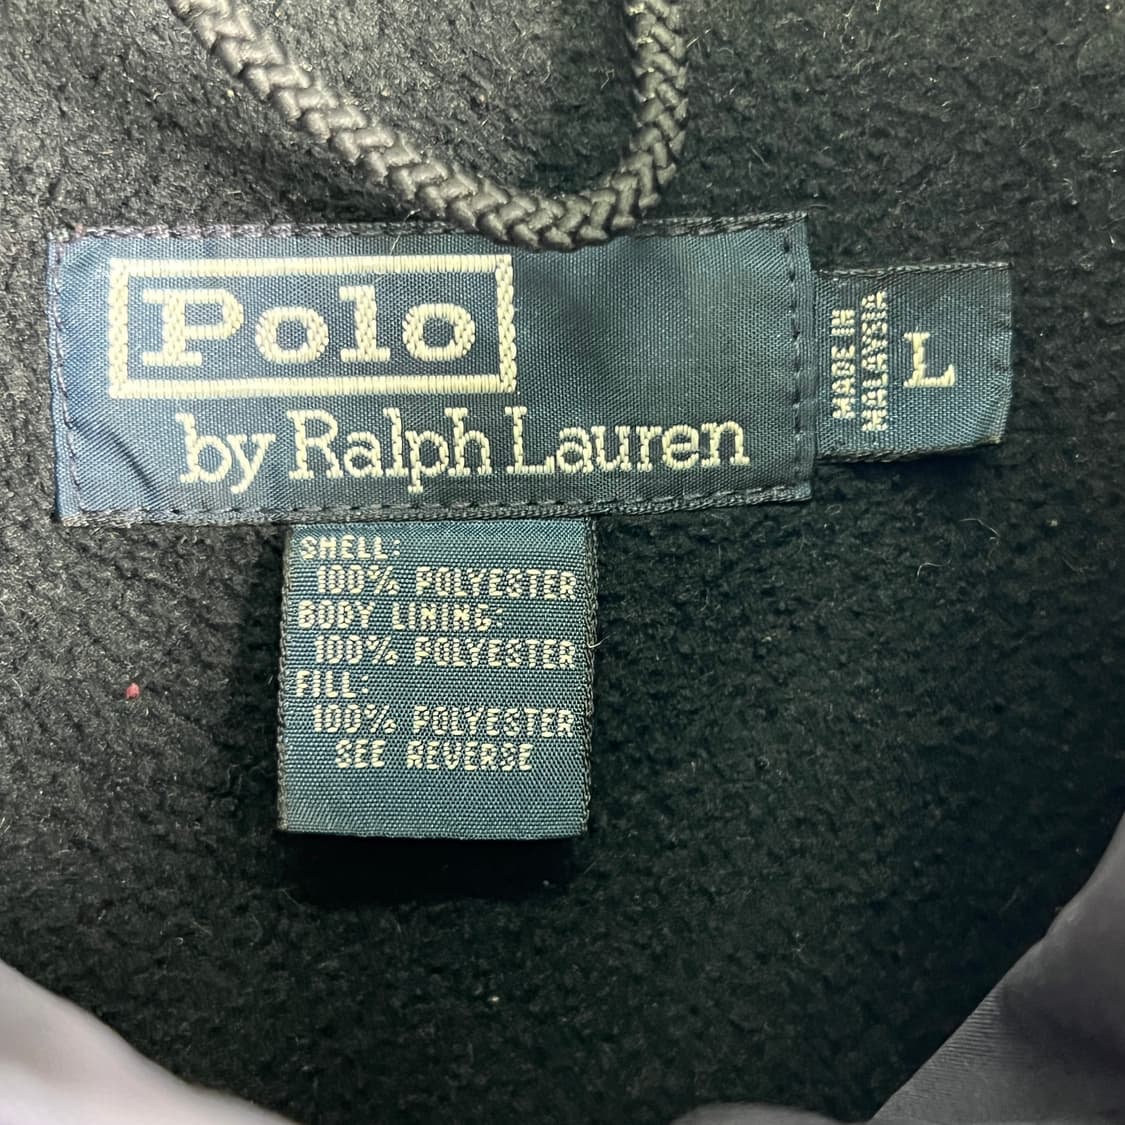 Polo
by Ralph Lauren
MADE IN
MALAYSIA
L
SHELL:
100% POLYESTER
BODY LINING:
100% POLYESTER
FILL:
100% POLYESTER
SEE REVERSE